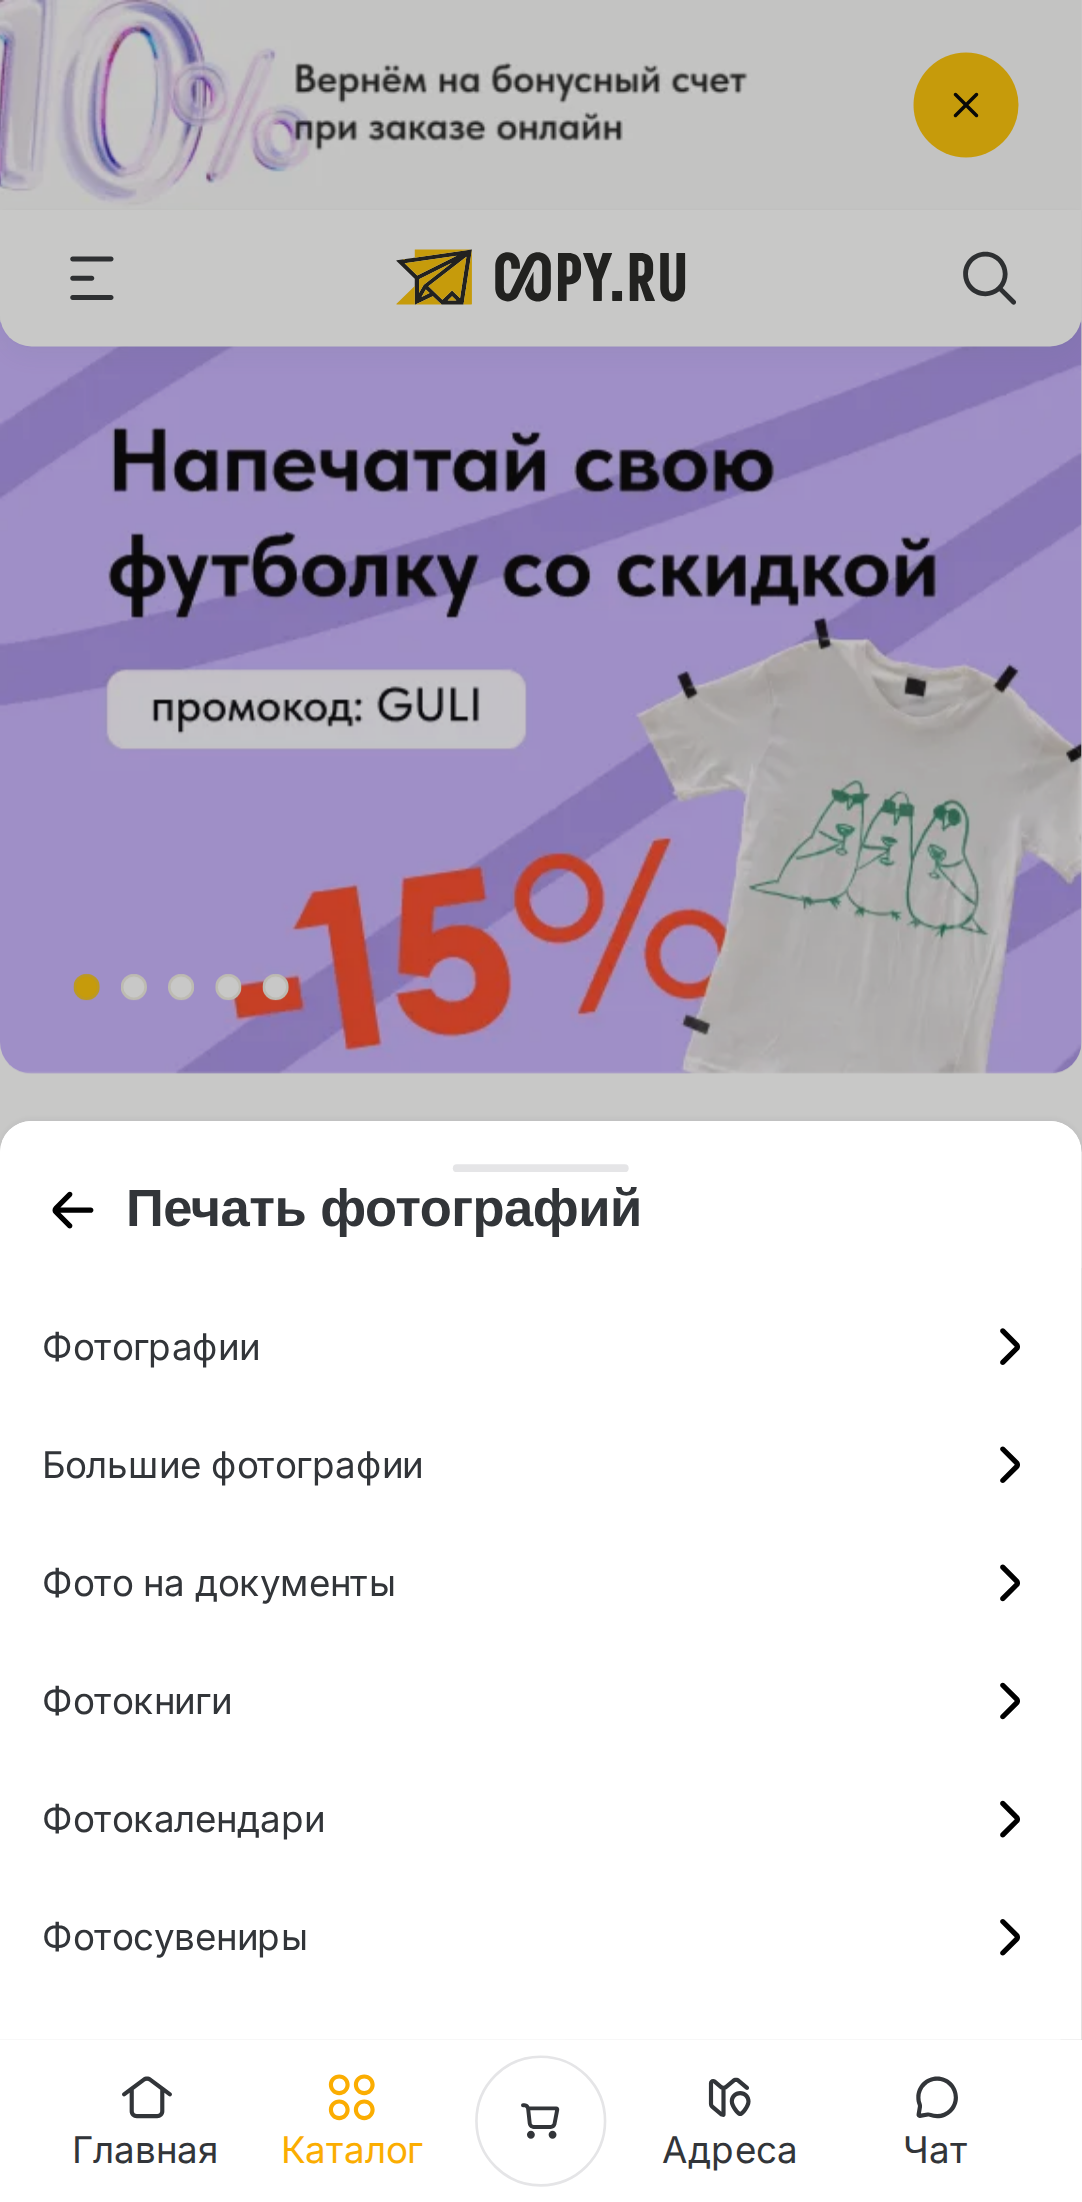 10%
Вернём на бонусный счет
при заказе онлайн
COPY.RU
Напечатай свою
футболку со скидкой
промокод: GULI
-15%
Печать фотографий
Фотографии
Большие фотографии
Фото на документы
Фотокниги
Фотокалендари
Фотосувениры
Главная
Каталог
Адреса
Чат